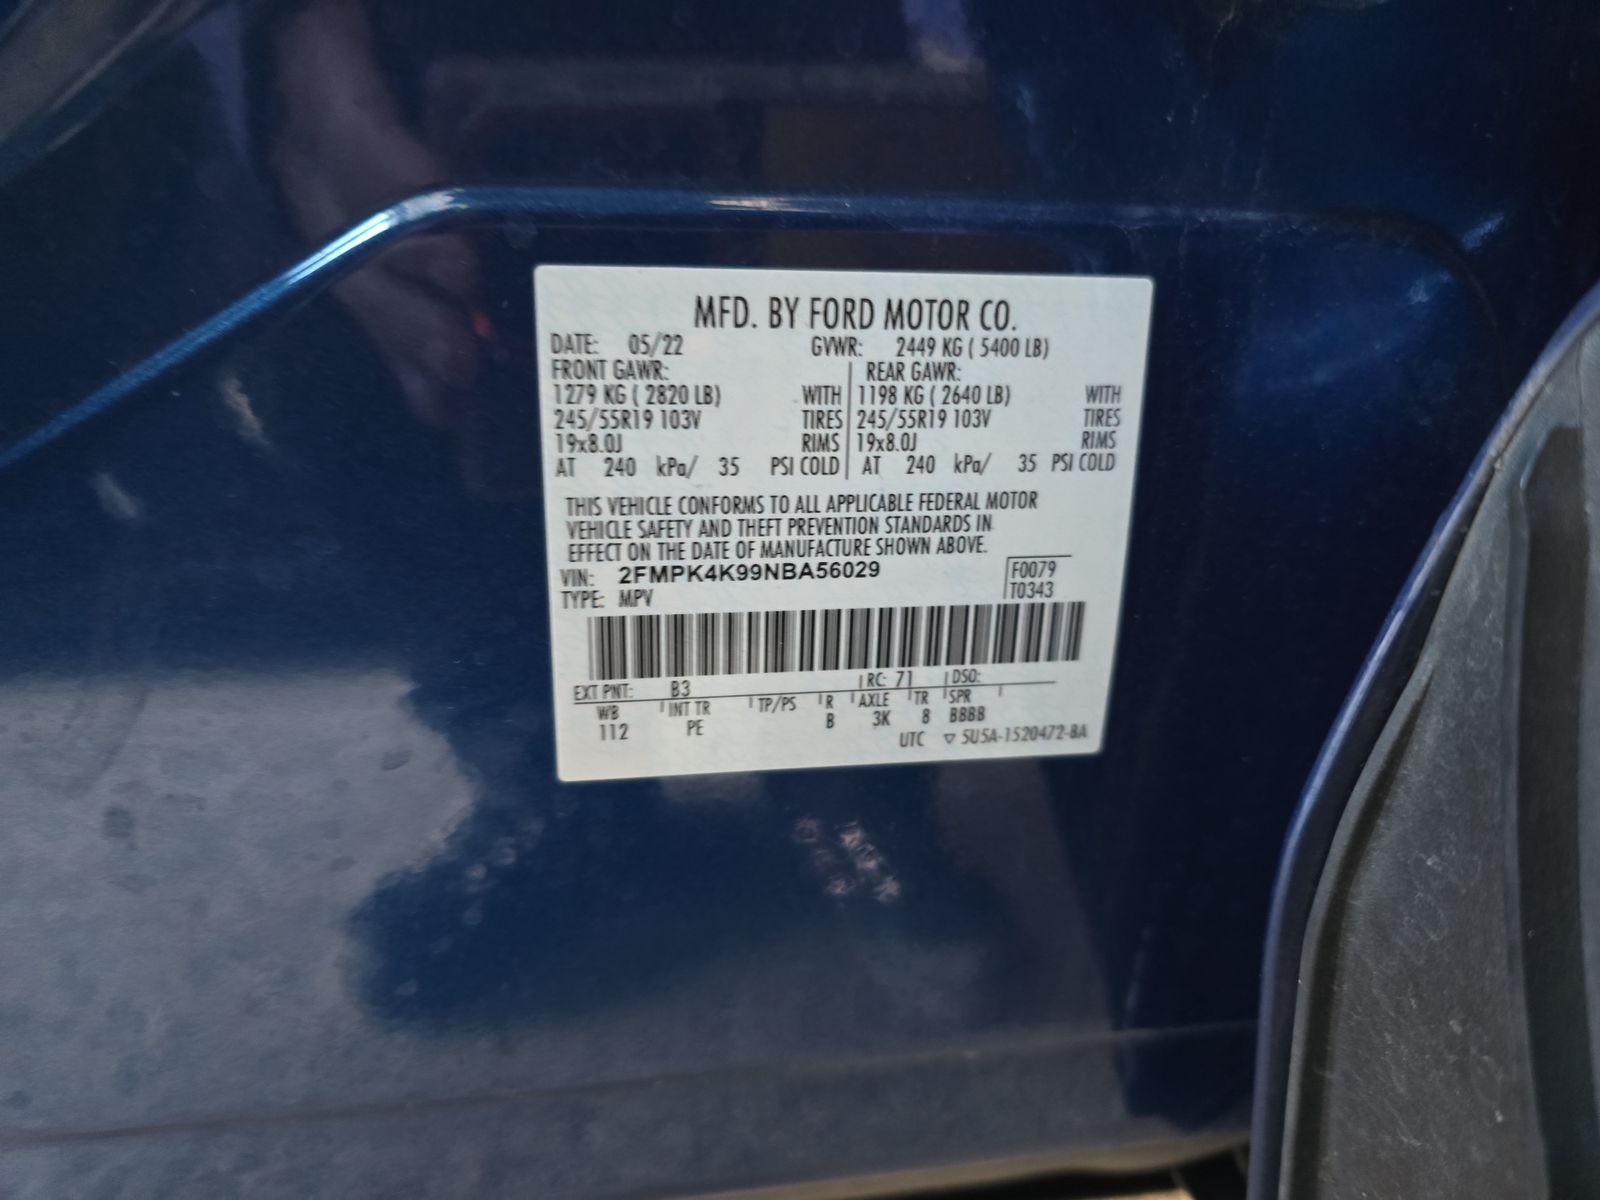 MFD. BY FORD MOTOR CO.
DATE: 05/22 GVWR: 2449 KG ( 5400 LB)
FRONT GAWR: REAR GAWR:
1279 KG ( 2820 LB) WITH 1198 KG ( 2640 LB) WITH
245/55R19 103V TIRES 245/55R19 103V TIRES
19x8.0J RIMS 19x8.0J RIMS
AT 240 kPa/ 35 PSI COLD AT 240 kPa/ 35 PSI COLD
THIS VEHICLE CONFORMS TO ALL APPLICABLE FEDERAL MOTOR
VEHICLE SAFETY AND THEFT PREVENTION STANDARDS IN
EFFECT ON THE DATE OF MANUFACTURE SHOWN ABOVE.
VIN: 2FMPK4K99NBA56029 F0079
TYPE: MPV T0343
EXT PNT: B3 RC: 71 DSO:
WB INT TR TP/PS R AXLE TR SPR
112 PE B 3K 8 BBBB
UTC ▽ 5U5A-1520472-BA